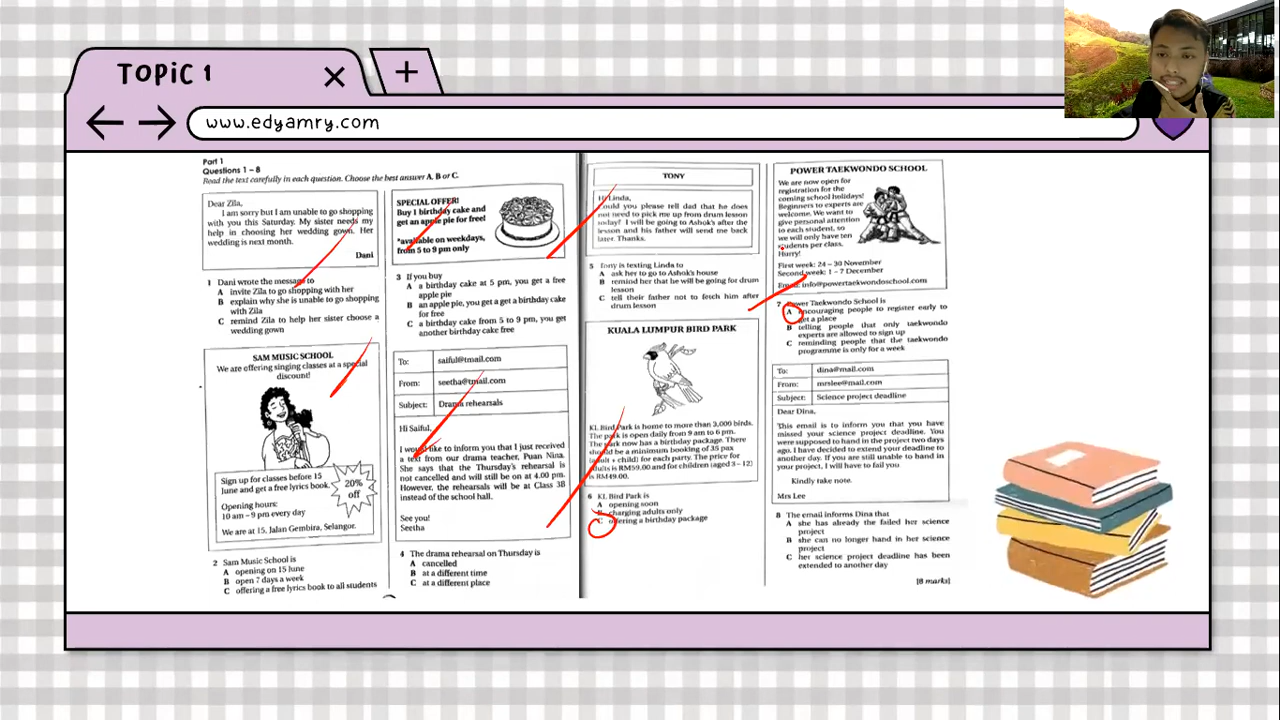 TOPIC 1
www.edyamry.com
Part 1
Questions 1 – 8
Read the text carefully in each question. Choose the best answer A, B or C.
Dear Zila,
I am sorry but I am unable to go shopping
with you this Saturday. My sister needs my
help in choosing her wedding gown. Her
wedding is next month.
Dani
1 Dani wrote the message to
A invite Zila to go shopping with her
B explain why she is unable to go shopping
with Zila
C remind Zila to help her sister choose a
wedding gown
SAM MUSIC SCHOOL
We are offering singing classes at a special
discount!
Sign up for classes before 15
June and get a free lyrics book.
Opening hours:
10 am – 9 pm every day
We are at 15, Jalan Gembira, Selangor.
20%
off
2 Sam Music School is
A opening on 15 June
B open 7 days a week
C offering a free lyrics book to all students
SPECIAL OFFER!
Buy 1 birthday cake and
get an apple pie for free!
*available on weekdays,
from 5 to 9 pm only
3 If you buy
A a birthday cake at 5 pm, you get a free
apple pie
B an apple pie, you get a get a birthday cake
for free
C a birthday cake from 5 to 9 pm, you get
another birthday cake free
To: saiful@tmail.com
From: seetha@tmail.com
Subject: Drama rehearsals
Hi Saiful,
I would like to inform you that I just received
a text from our drama teacher, Puan Nina.
She says that the Thursday's rehearsal is
not cancelled and will still be on at 4.00 pm.
However, the rehearsals will be at Class 3B
instead of the school hall.
See you!
Seetha
4 The drama rehearsal on Thursday is
A cancelled
B at a different time
C at a different place
TONY
Hi Linda,
Could you please tell dad that he does
not need to pick me up from drum lesson
today? I will be going to Ashok's after the
lesson and his father will send me back
later. Thanks.
5 Tony is texting Linda to
A ask her to go to Ashok's house
B remind her that he will be going for drum
lesson
C tell their father not to fetch him after
drum lesson
KUALA LUMPUR BIRD PARK
KL Bird Park is home to more than 3,000 birds.
The park is open daily from 9 am to 6 pm.
The park now has a birthday package. There
should be a minimum booking of 35 pax
(adult + child) for each party. The price for
adults is RM59.00 and for children (aged 3 – 12)
is RM49.00.
6 KL Bird Park is
A opening soon
B charging adults only
C offering a birthday package
POWER TAEKWONDO SCHOOL
We are now open for
registration for the
coming school holidays!
Beginners to experts are
welcome. We want to
give personal attention
to each student, so
we will only have ten
students per class.
Hurry!
First week: 24 – 30 November
Second week: 1 – 7 December
Email: info@powertaekwondoschool.com
7 Power Taekwondo School is
A encouraging people to register early to
get a place
B telling people that only taekwondo
experts are allowed to sign up
C reminding people that the taekwondo
programme is only for a week
To: dina@mail.com
From: mrslee@mail.com
Subject: Science project deadline
Dear Dina,
This email is to inform you that you have
missed your science project deadline. You
were supposed to hand in the project two days
ago. I have decided to extend your deadline to
another day. If you are still unable to hand in
your project, I will have to fail you
Kindly take note.
Mrs Lee
8 The email informs Dina that
A she has already the failed her science
project
B she can no longer hand in her science
project
C her science project deadline has been
extended to another day
[8 marks]